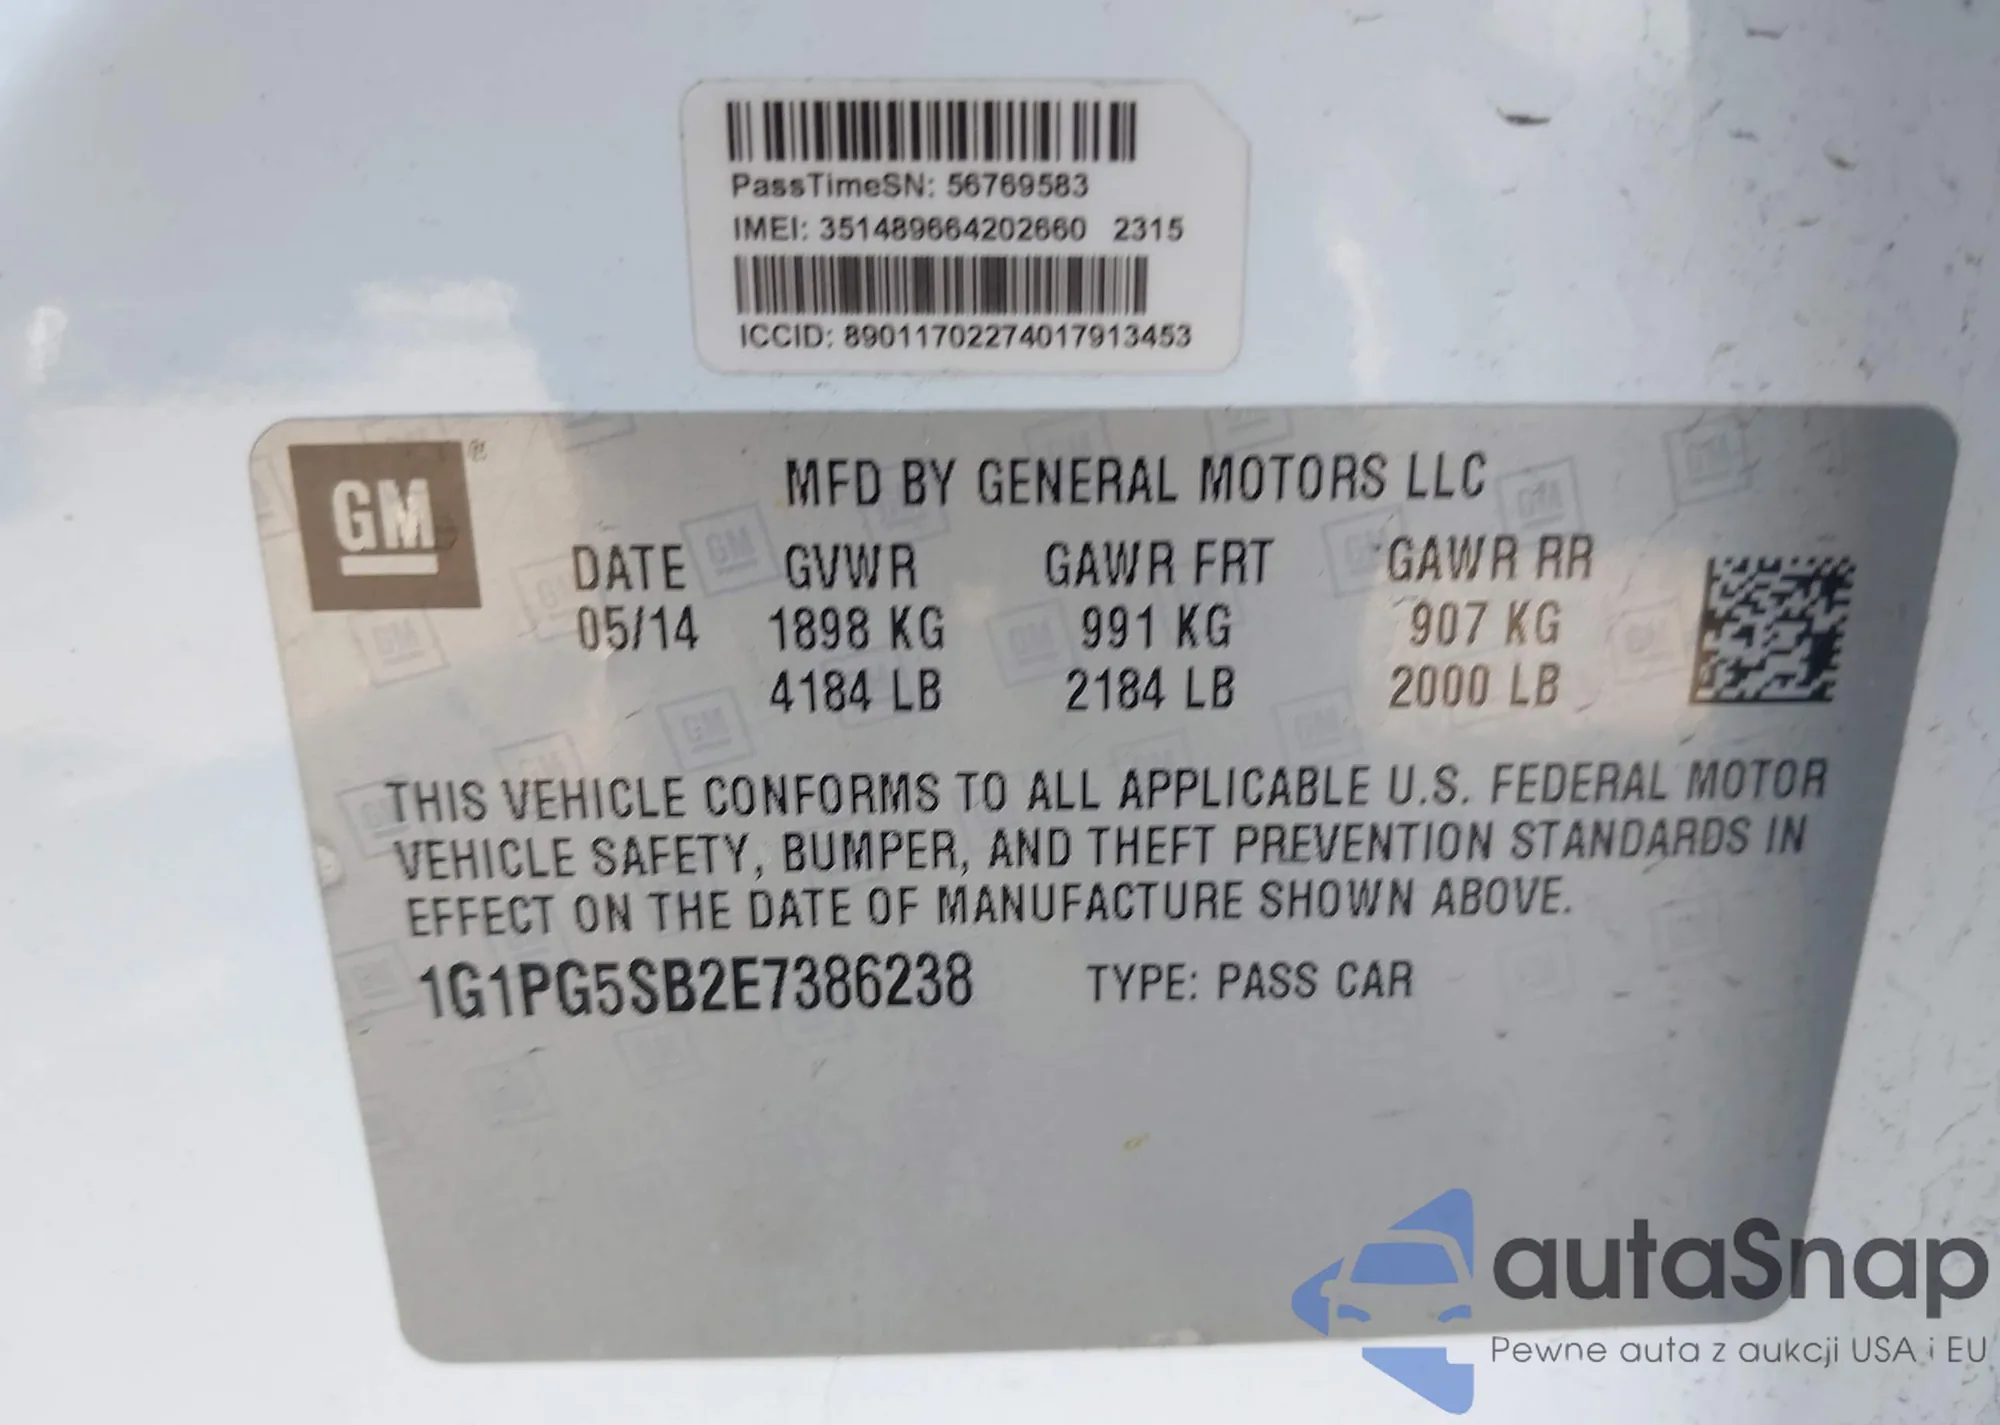 PassTimeSN: 56769583
IMEI: 351489664202660 2315
ICCID: 89011702274017913453
GM
MFD BY GENERAL MOTORS LLC
DATE GVWR GAWR FRT GAWR RR
05/14 1898 KG 991 KG 907 KG
4184 LB 2184 LB 2000 LB
THIS VEHICLE CONFORMS TO ALL APPLICABLE U.S. FEDERAL MOTOR
VEHICLE SAFETY, BUMPER, AND THEFT PREVENTION STANDARDS IN
EFFECT ON THE DATE OF MANUFACTURE SHOWN ABOVE.
1G1PG5SB2E7386238 TYPE: PASS CAR
autaSnap
Pewne auta z aukcji USA i EU